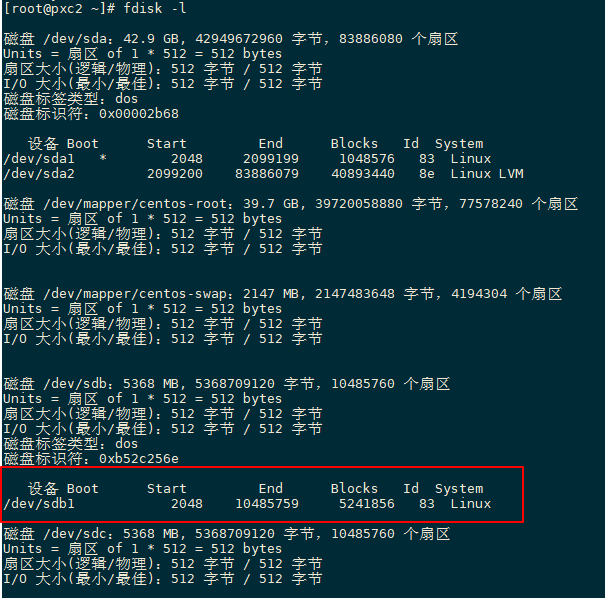 [root@pxc2 ~]# fdisk -l
磁盘 /dev/sda：42.9 GB, 42949672960 字节，83886080 个扇区
Units = 扇区 of 1 * 512 = 512 bytes
扇区大小(逻辑/物理)：512 字节 / 512 字节
I/O 大小(最小/最佳)：512 字节 / 512 字节
磁盘标签类型：dos
磁盘标识符：0x00002b68
设备 Boot Start End Blocks Id System
/dev/sda1 * 2048 2099199 1048576 83 Linux
/dev/sda2 2099200 83886079 40893440 8e Linux LVM
磁盘 /dev/mapper/centos-root：39.7 GB, 39720058880 字节，77578240 个扇区
Units = 扇区 of 1 * 512 = 512 bytes
扇区大小(逻辑/物理)：512 字节 / 512 字节
I/O 大小(最小/最佳)：512 字节 / 512 字节
磁盘 /dev/mapper/centos-swap：2147 MB, 2147483648 字节，4194304 个扇区
Units = 扇区 of 1 * 512 = 512 bytes
扇区大小(逻辑/物理)：512 字节 / 512 字节
I/O 大小(最小/最佳)：512 字节 / 512 字节
磁盘 /dev/sdb：5368 MB, 5368709120 字节，10485760 个扇区
Units = 扇区 of 1 * 512 = 512 bytes
扇区大小(逻辑/物理)：512 字节 / 512 字节
I/O 大小(最小/最佳)：512 字节 / 512 字节
磁盘标签类型：dos
磁盘标识符：0xb52c256e
设备 Boot Start End Blocks Id System
/dev/sdb1 2048 10485759 5241856 83 Linux
磁盘 /dev/sdc：5368 MB, 5368709120 字节，10485760 个扇区
Units = 扇区 of 1 * 512 = 512 bytes
扇区大小(逻辑/物理)：512 字节 / 512 字节
I/O 大小(最小/最佳)：512 字节 / 512 字节